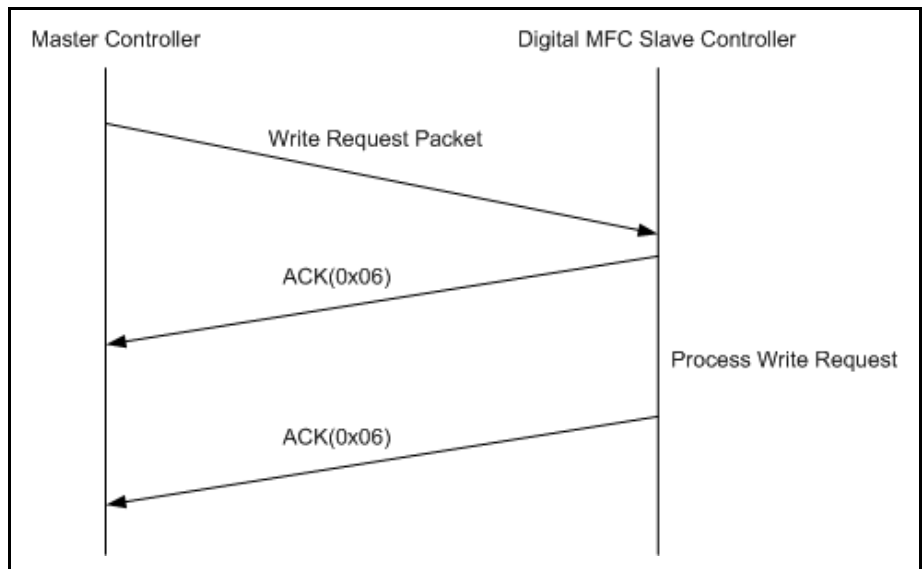 Master Controller
Digital MFC Slave Controller
Write Request Packet
ACK(0x06)
Process Write Request
ACK(0x06)